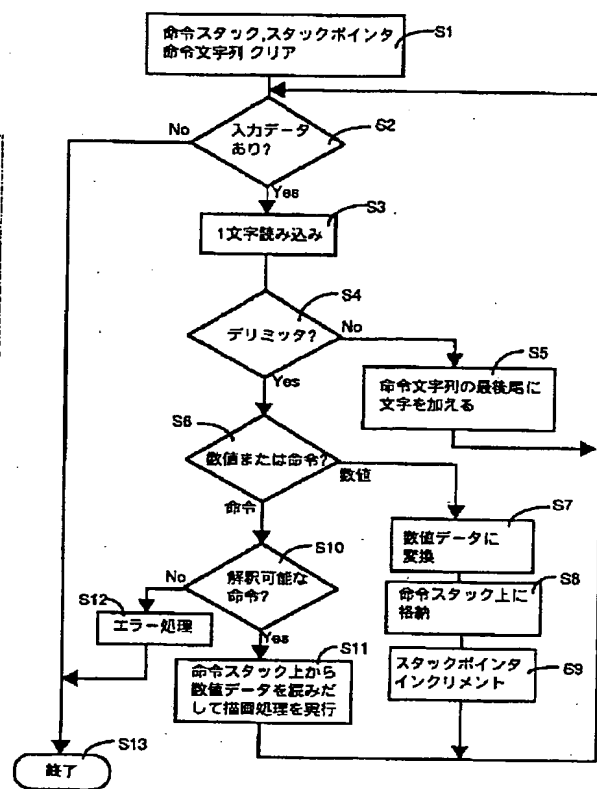 命令スタック,スタックポインタ
命令文字列 クリア
S1
入力データ
あり?
S2
No
Yes
S3
1文字読み込み
S4
デリミッタ?
No
Yes
S5
命令文字列の最後尾に
文字を加える
S6
数値または命令?
数値
命令
S7
数値データに
変換
S10
解釈可能な
命令?
No
Yes
S8
命令スタック上に
格納
S12
エラー処理
S11
命令スタック上から
数値データを読みだ
して描画処理を実行
S9
スタックポインタ
インクリメント
S13
終了